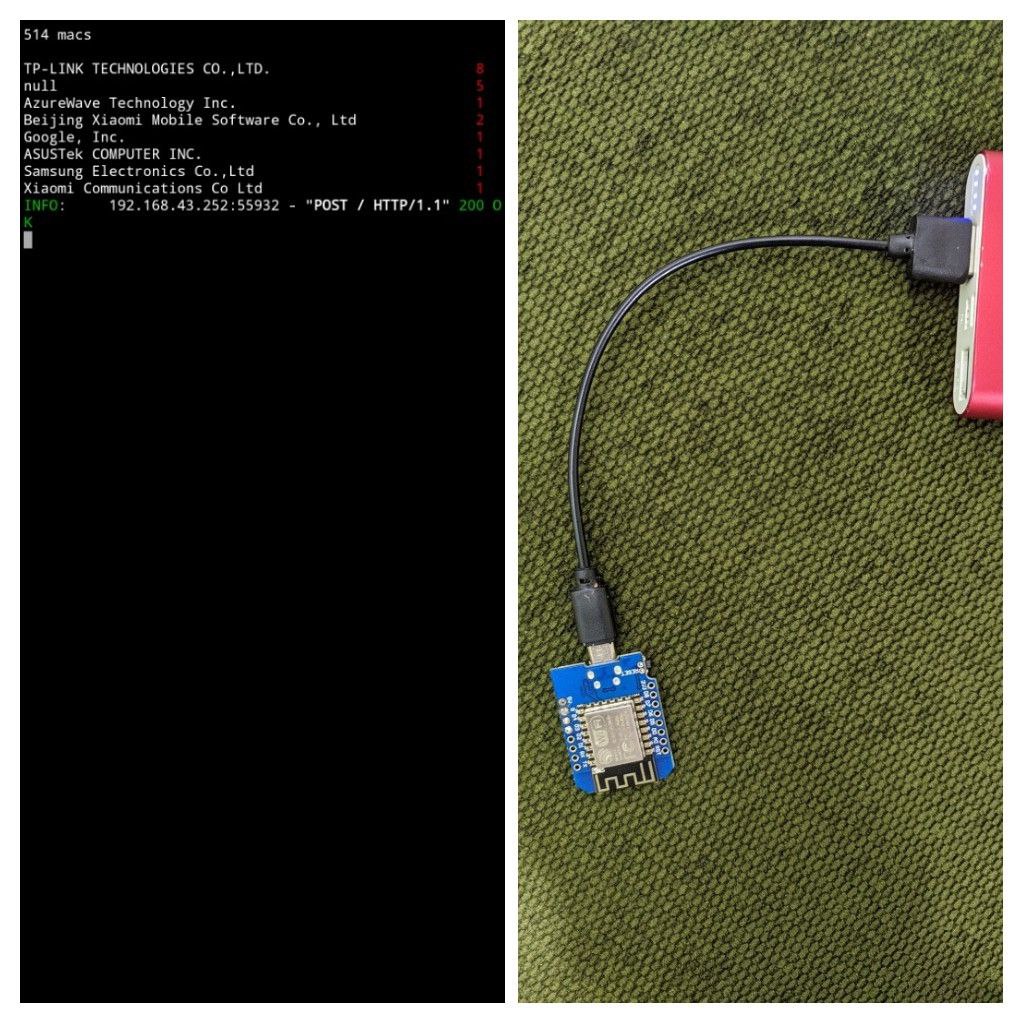 514 macs
TP-LINK TECHNOLOGIES CO.,LTD. 8
null 5
AzureWave Technology Inc. 1
Beijing Xiaomi Mobile Software Co., Ltd 2
Google, Inc. 1
ASUSTek COMPUTER INC. 1
Samsung Electronics Co.,Ltd 1
Xiaomi Communications Co Ltd 1
INFO: 192.168.43.252:55932 - "POST / HTTP/1.1" 200 O
K